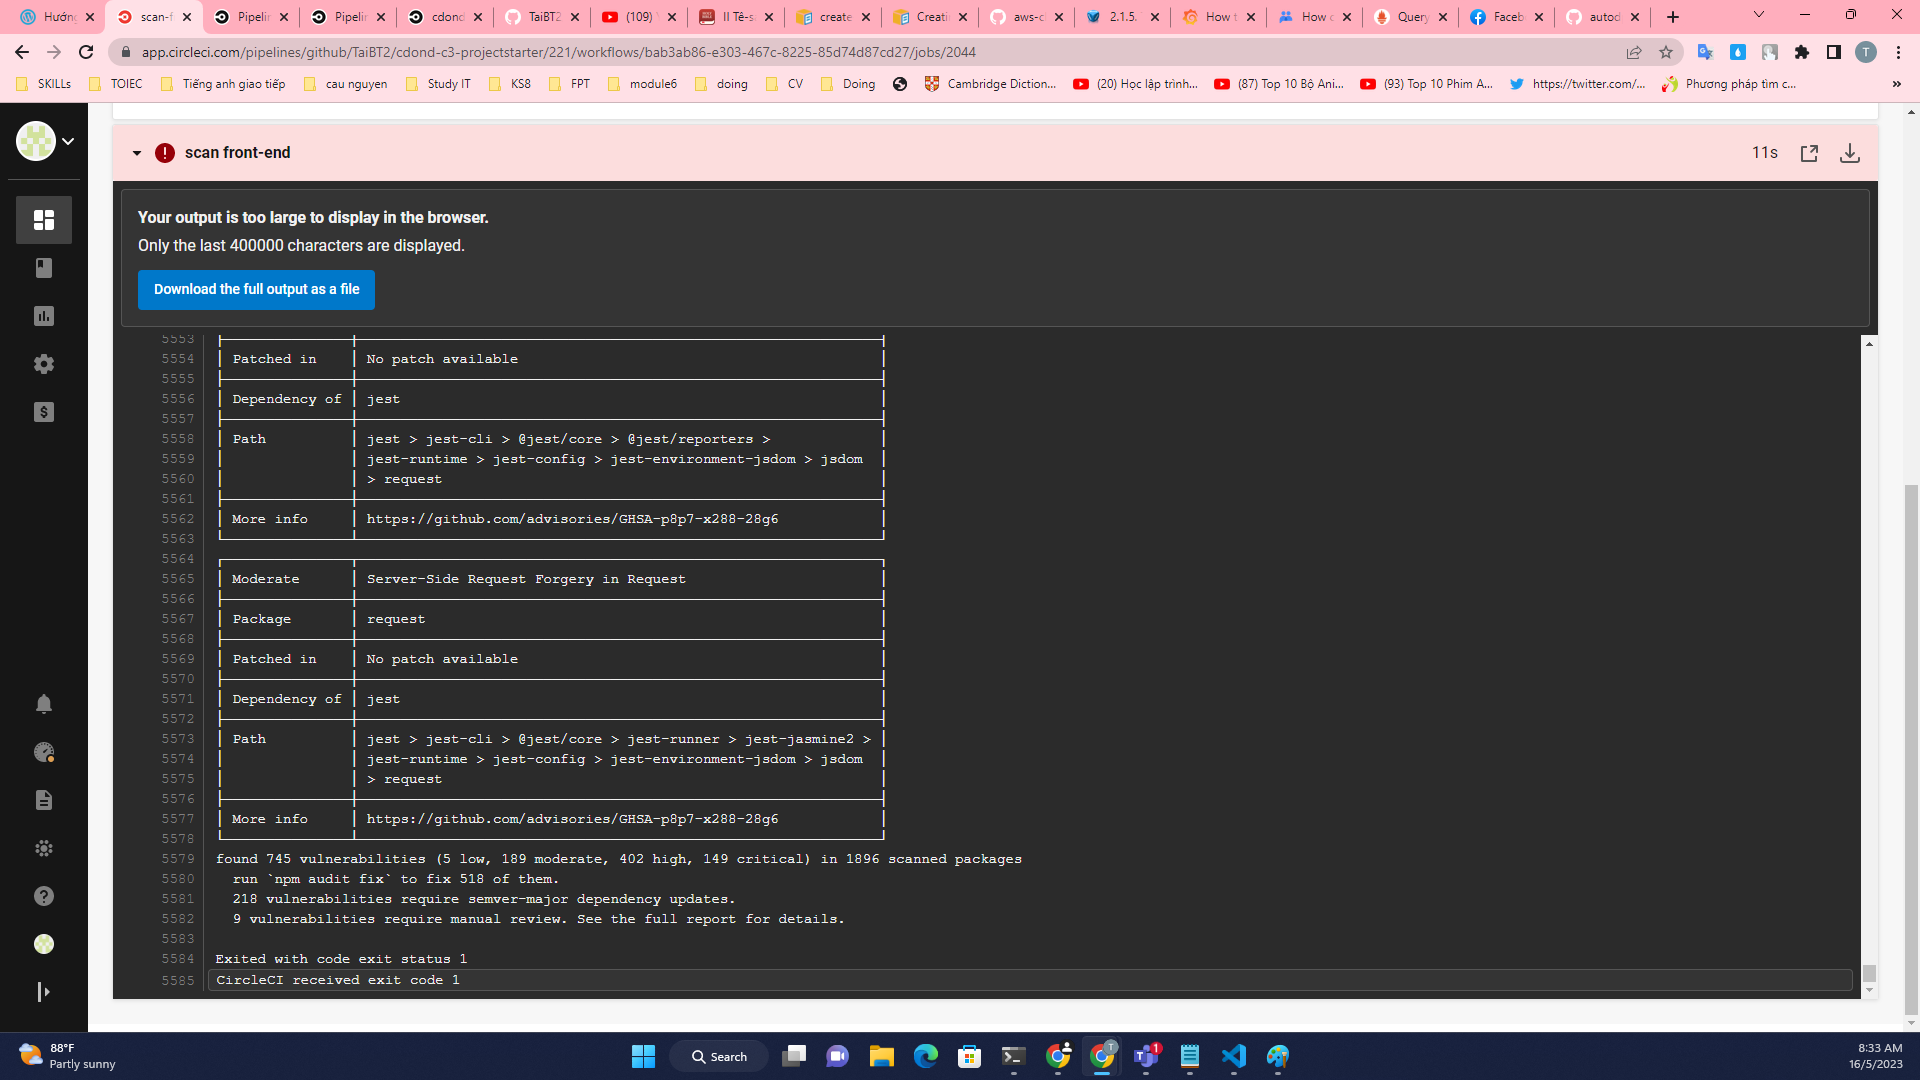 Hướng
scan-f
Pipelin
Pipelin
cdond
TaiBT2
(109)
II Tê-s
create
Creatin
aws-c
2.1.5.
How t
How c
Query
Faceb
autod
app.circleci.com/pipelines/github/TaiBT2/cdond-c3-projectstarter/221/workflows/bab3ab86-e303-467c-8225-85d74d87cd27/jobs/2044
T
SKILLs
TOIEC
Tiếng anh giao tiếp
cau nguyen
Study IT
KS8
FPT
module6
doing
CV
Doing
Cambridge Diction...
(20) Học lập trình...
(87) Top 10 Bộ Ani...
(93) Top 10 Phim A...
https://twitter.com/...
Phương pháp tìm c...
»
scan front-end
11s
Your output is too large to display in the browser.
Only the last 400000 characters are displayed.
Download the full output as a file
5553
5554 Patched in No patch available
5555
5556 Dependency of jest
5557
5558 Path jest > jest-cli > @jest/core > @jest/reporters >
5559 jest-runtime > jest-config > jest-environment-jsdom > jsdom
5560 > request
5561
5562 More info https://github.com/advisories/GHSA-p8p7-x288-28g6
5563
5564
5565 Moderate Server-Side Request Forgery in Request
5566
5567 Package request
5568
5569 Patched in No patch available
5570
5571 Dependency of jest
5572
5573 Path jest > jest-cli > @jest/core > jest-runner > jest-jasmine2 >
5574 jest-runtime > jest-config > jest-environment-jsdom > jsdom
5575 > request
5576
5577 More info https://github.com/advisories/GHSA-p8p7-x288-28g6
5578
5579 found 745 vulnerabilities (5 low, 189 moderate, 402 high, 149 critical) in 1896 scanned packages
5580 run `npm audit fix` to fix 518 of them.
5581 218 vulnerabilities require semver-major dependency updates.
5582 9 vulnerabilities require manual review. See the full report for details.
5583
5584 Exited with code exit status 1
5585 CircleCI received exit code 1
88°F
Partly sunny
Search
T
1
8:33 AM
16/5/2023